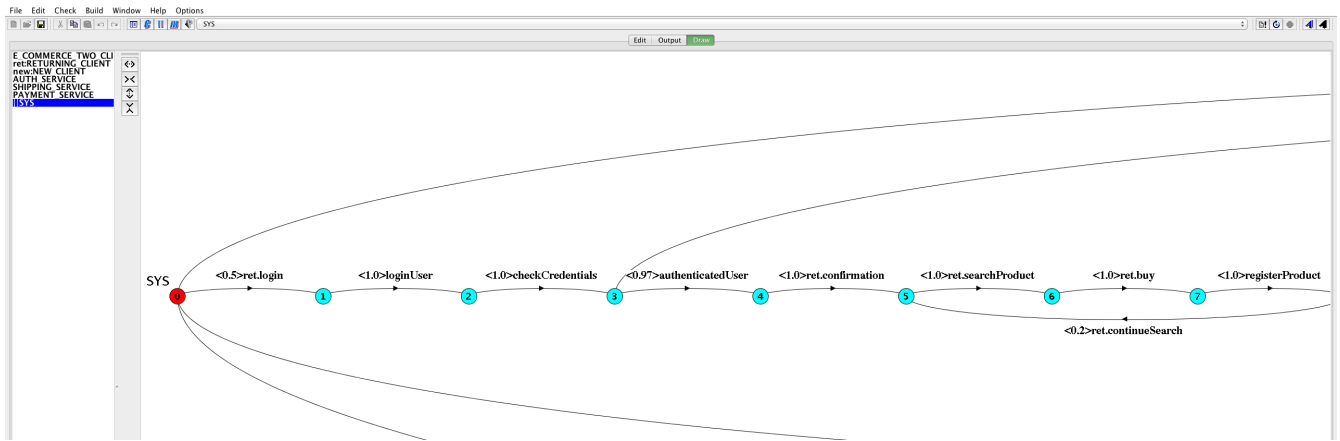 File Edit Check Build Window Help Options
SYS
Edit Output Draw
E_COMMERCE_TWO_CLI
ret:RETURNING_CLIENT
new:NEW_CLIENT
AUTH_SERVICE
SHIPPING_SERVICE
PAYMENT_SERVICE
||SYS
SYS
<0.5>ret.login <1.0>loginUser <1.0>checkCredentials <0.97>authenticatedUser <1.0>ret.confirmation <1.0>ret.searchProduct <1.0>ret.buy <1.0>registerProduct
0 1 2 3 4 5 6 7
<0.2>ret.continueSearch